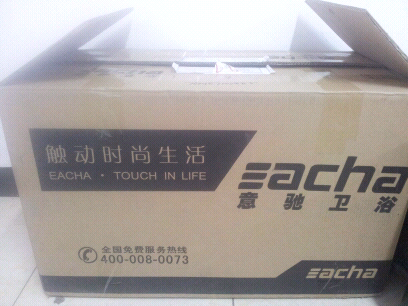 触动时尚生活
EACHA · TOUCH IN LIFE
eacha
意驰卫浴
全国免费服务热线
400-008-0073
eacha